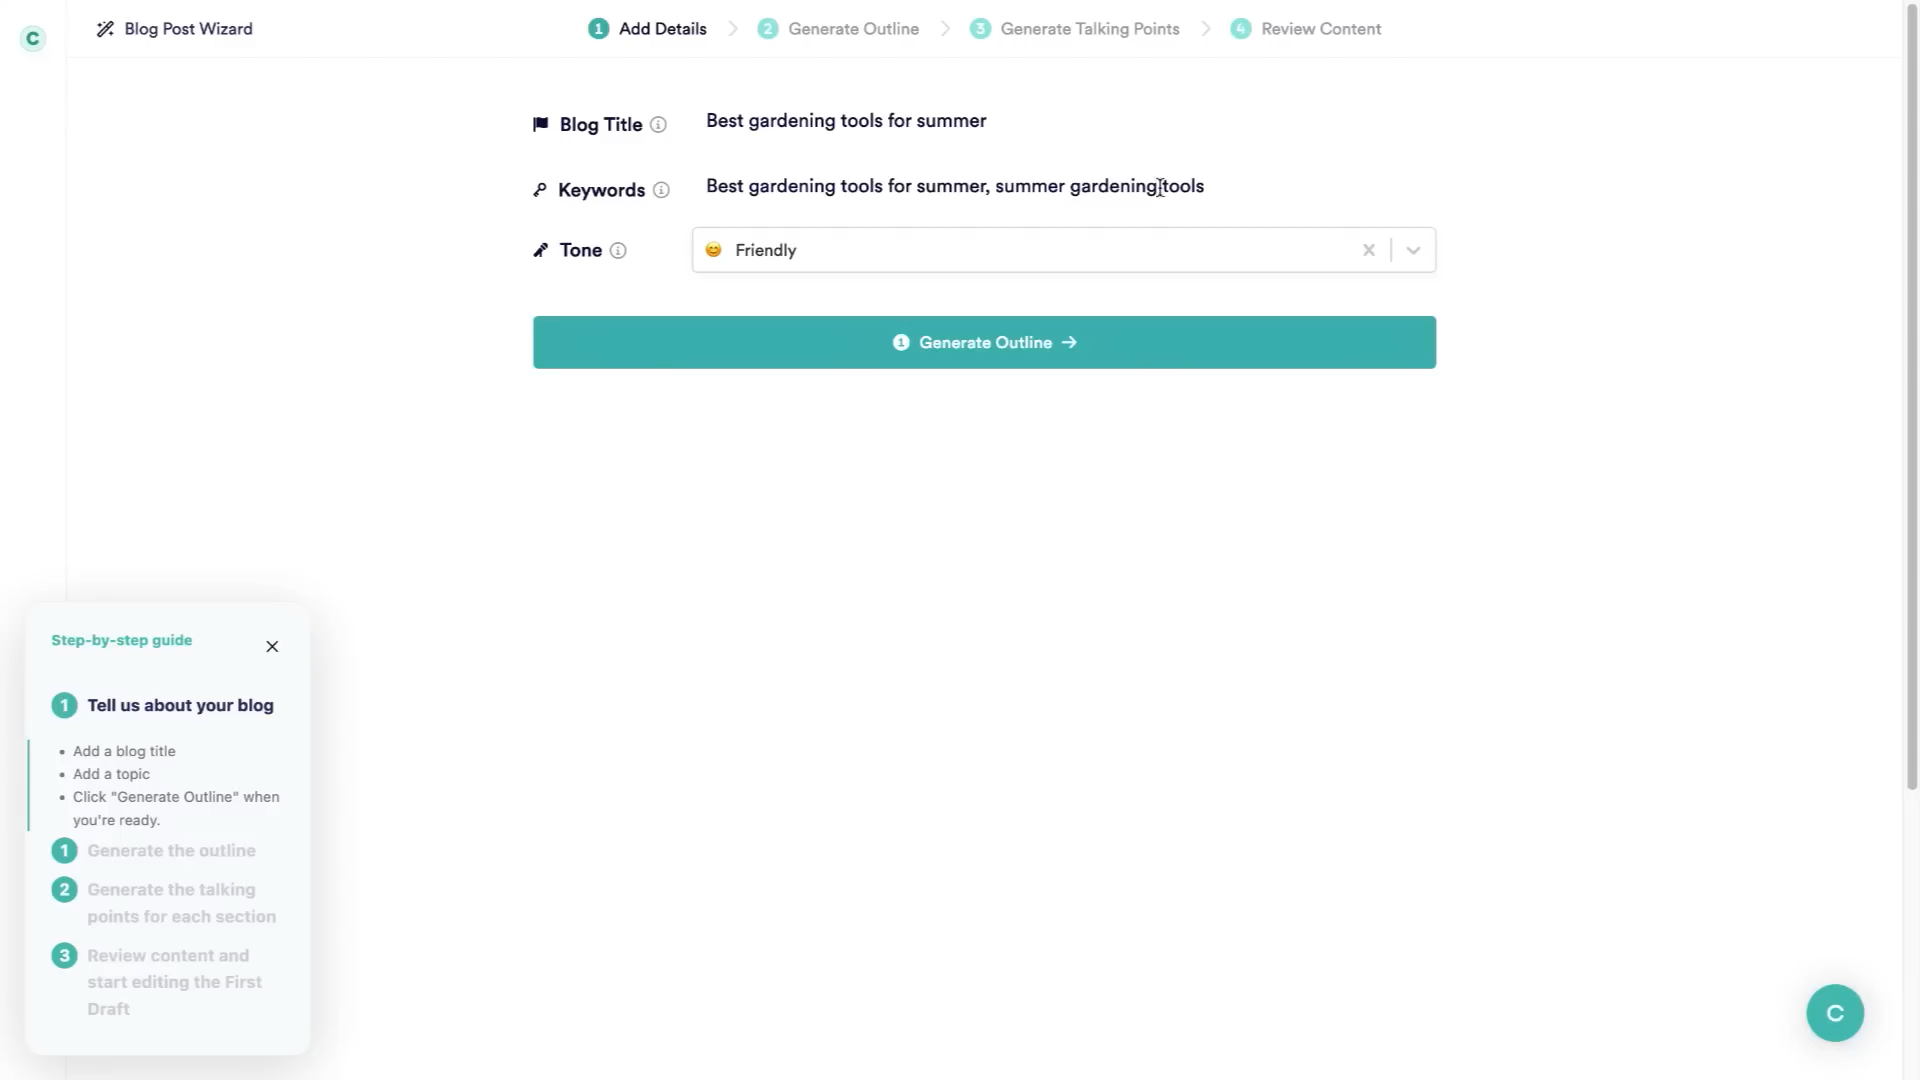 C
Blog Post Wizard
1 Add Details
2 Generate Outline
3 Generate Talking Points
4 Review Content
Blog Title
Best gardening tools for summer
Keywords
Best gardening tools for summer, summer gardening tools
Tone
Friendly
1 Generate Outline →
Step-by-step guide
1 Tell us about your blog
• Add a blog title
• Add a topic
• Click "Generate Outline" when
you're ready.
1 Generate the outline
2 Generate the talking
points for each section
3 Review content and
start editing the First
Draft
C